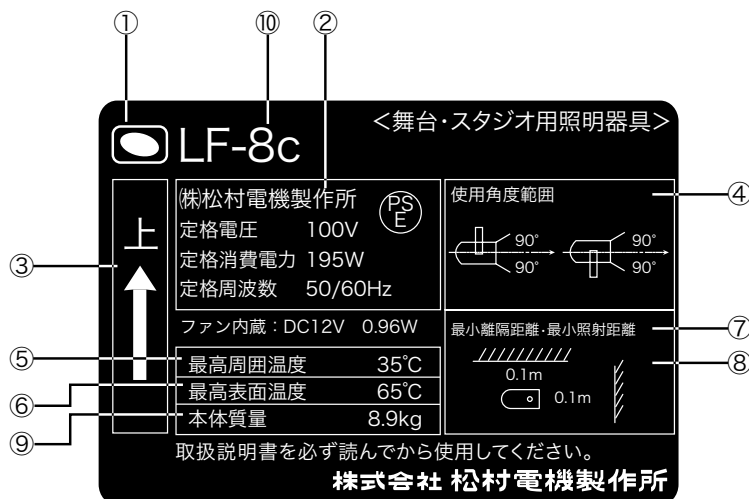 ① ⑩ ②
<舞台・スタジオ用照明器具>
LF-8c
③
上
㈱松村電機製作所
PS
E
定格電圧 100V
定格消費電力 195W
定格周波数 50/60Hz
ファン内蔵：DC12V 0.96W
④
使用角度範囲
90° 90°
90° 90°
⑤
最高周囲温度 35℃
⑥
最高表面温度 65℃
⑨
本体質量 8.9kg
⑦
最小離隔距離・最小照射距離
⑧
0.1m
0.1m
取扱説明書を必ず読んでから使用してください。
株式会社 松村電機製作所